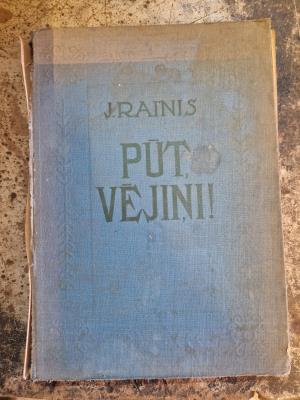 J. RAINIS
PŪT,
VĒJIŅI!